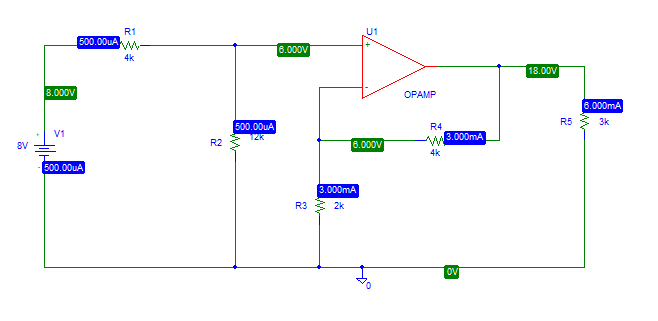 R1
U1
500.00uA
6.000V
+
4k
18.00V
-
OPAMP
8.000V
6.000mA
R5
3k
500.00uA
R4
V1
12k
3.000mA
R2
6.000V
8V
4k
500.00uA
3.000mA
R3
2k
0V
0